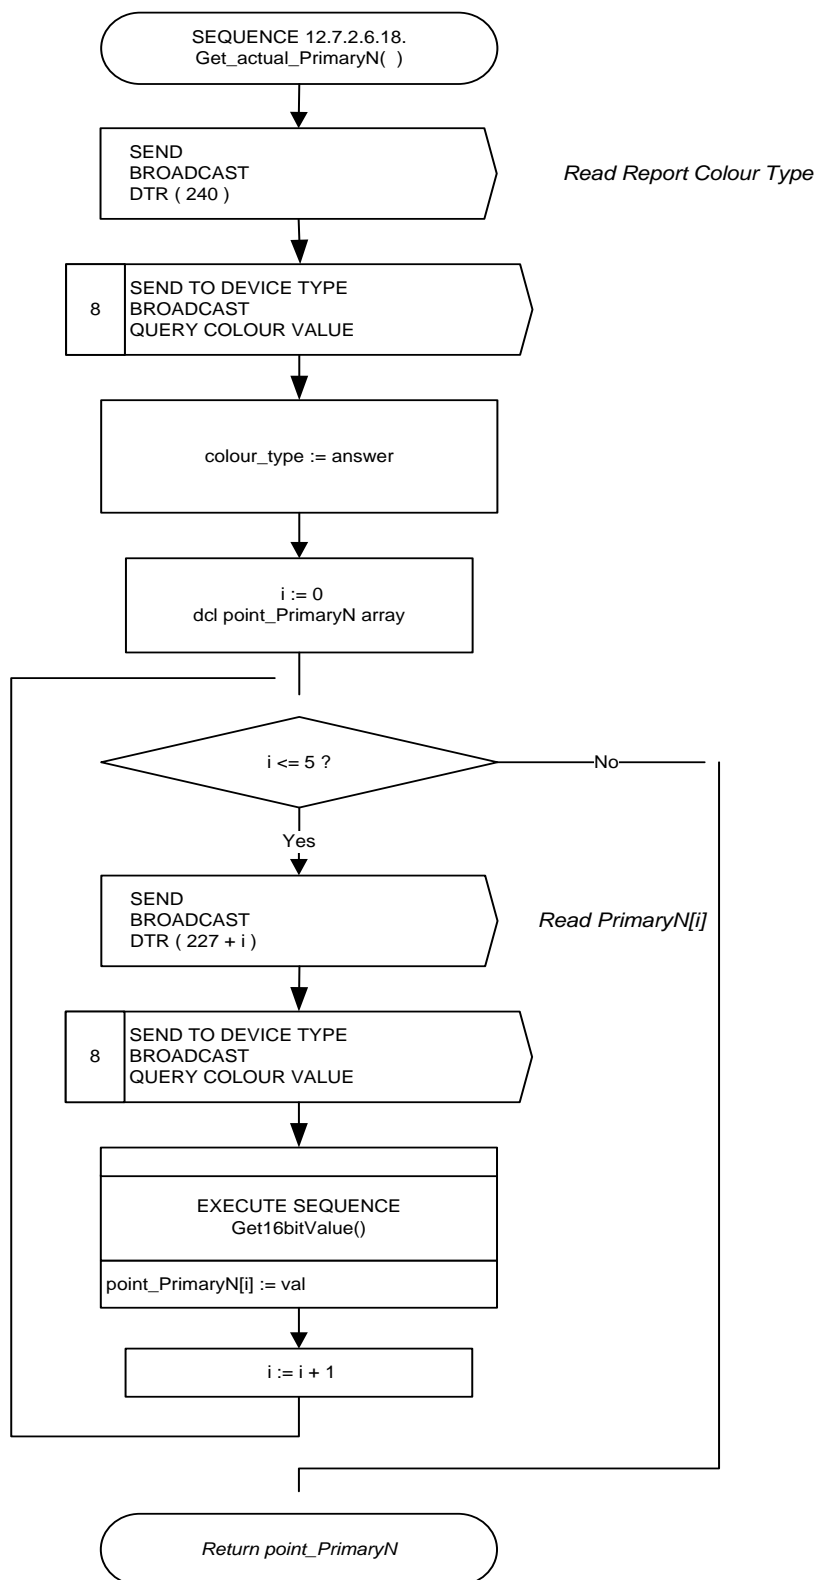 SEQUENCE 12.7.2.6.18.
Get_actual_PrimaryN(  )
SEND
BROADCAST
DTR ( 240 )
Read Report Colour Type
8
SEND TO DEVICE TYPE
BROADCAST
QUERY COLOUR VALUE
colour_type := answer
i := 0
dcl point_PrimaryN array
i <= 5 ?
No
Yes
SEND
BROADCAST
DTR ( 227 + i )
Read PrimaryN[i]
8
SEND TO DEVICE TYPE
BROADCAST
QUERY COLOUR VALUE
EXECUTE SEQUENCE
Get16bitValue()
point_PrimaryN[i] := val
i := i + 1
Return point_PrimaryN